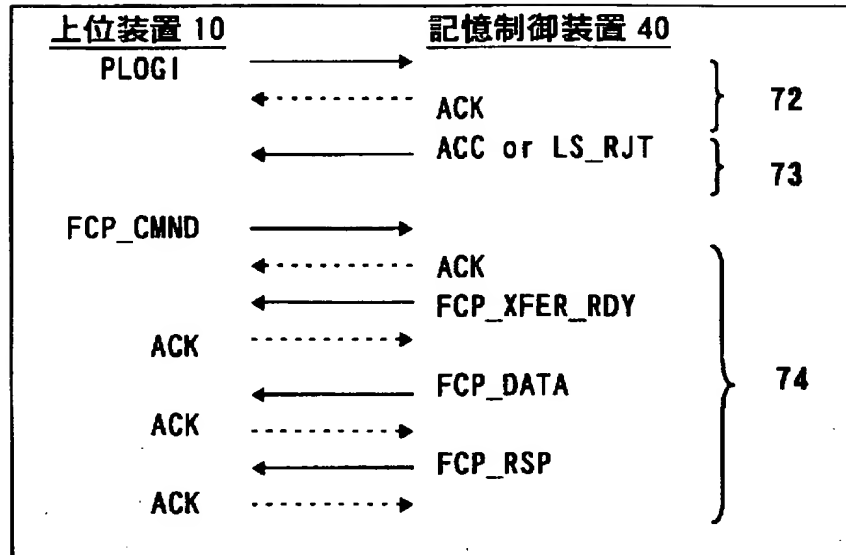 上位装置 10 記憶制御装置 40
PLOGI
ACK 72
ACC or LS_RJT
73
FCP_CMND
ACK
FCP_XFER_RDY
ACK
FCP_DATA 74
ACK
FCP_RSP
ACK